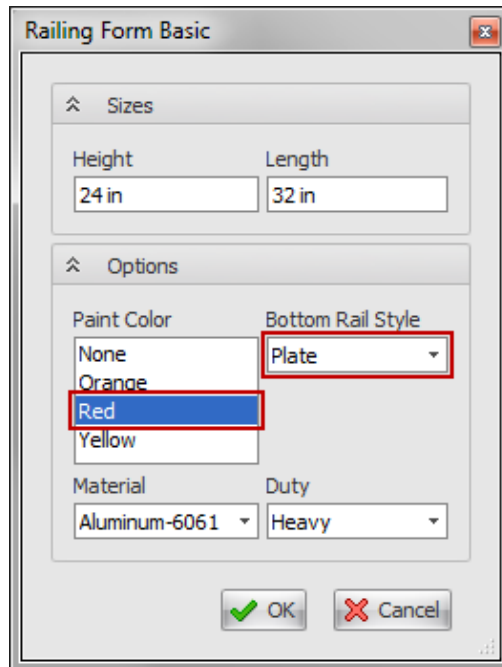 Railing Form Basic
Sizes
Height Length
24 in 32 in
Options
Paint Color Bottom Rail Style
None Plate
Orange
Red
Yellow
Material Duty
Aluminum-6061 Heavy
OK Cancel